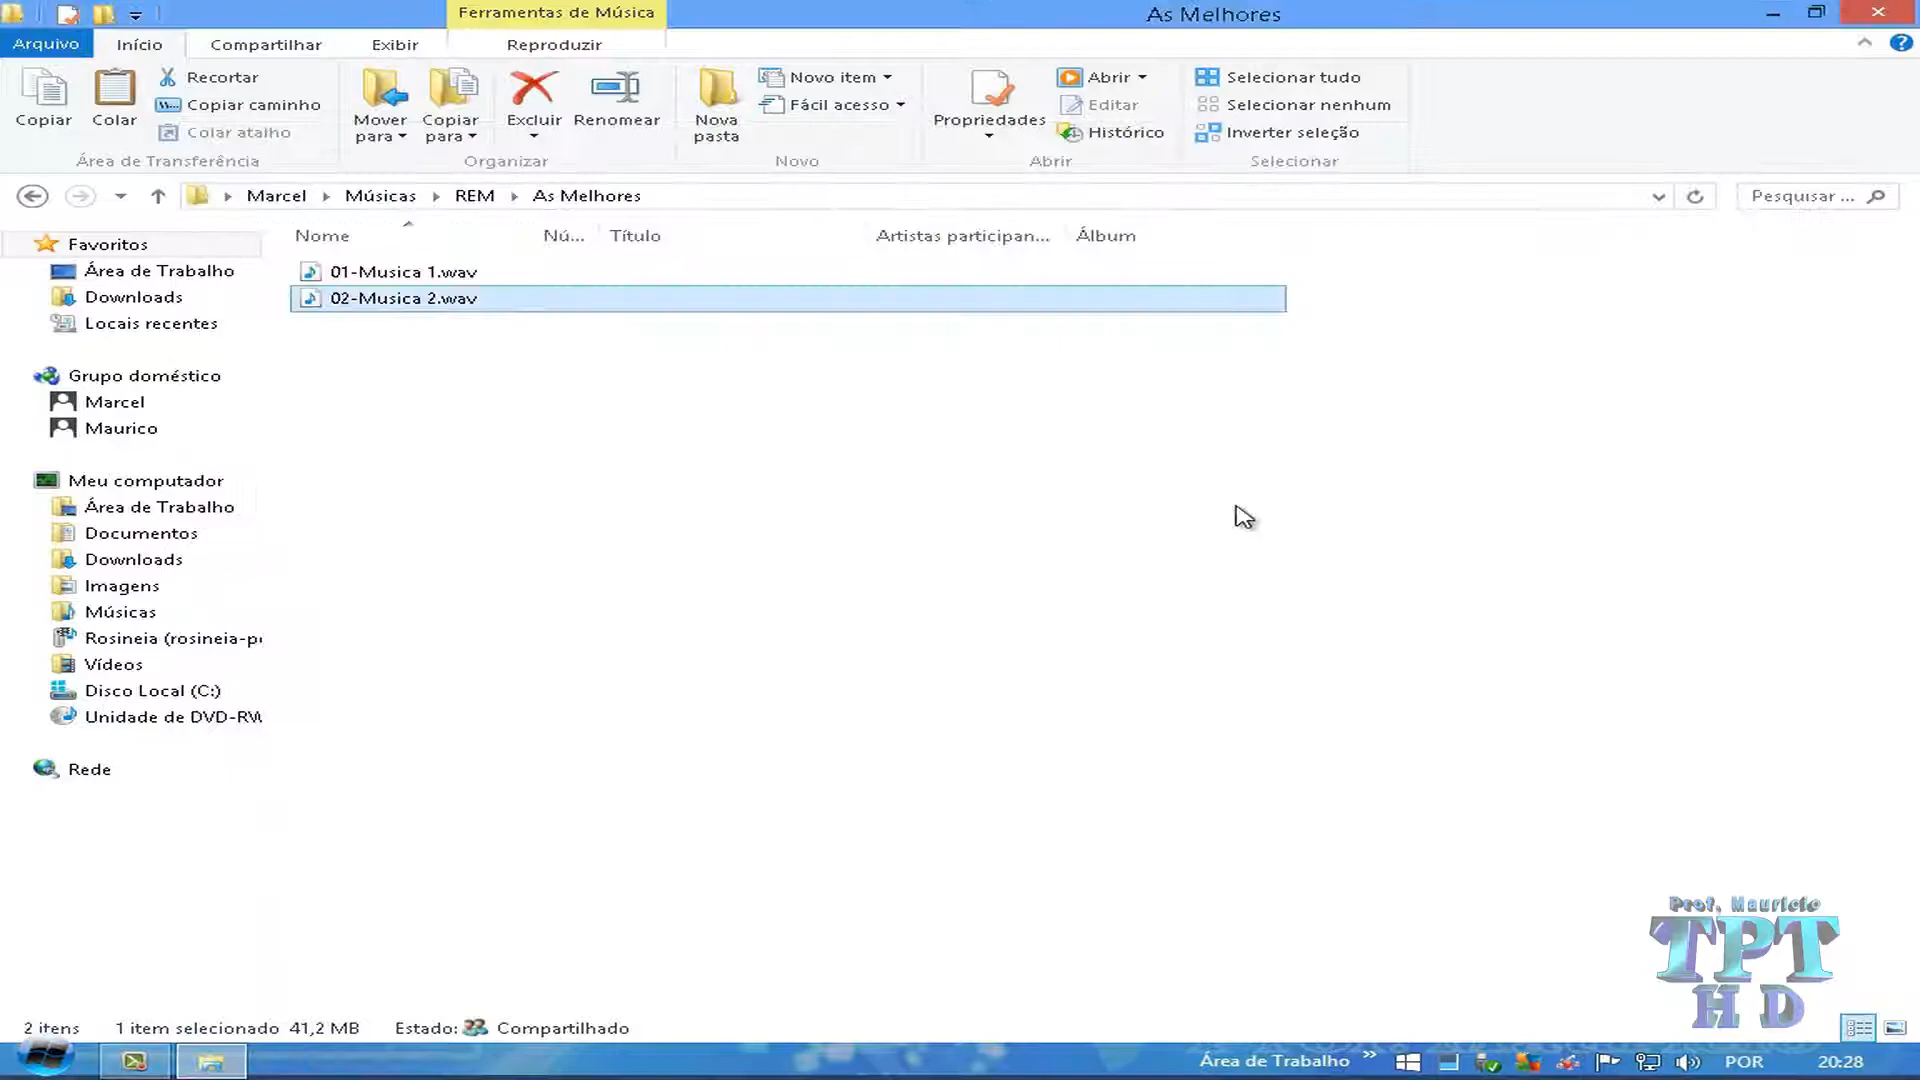 Ferramentas de Música
As Melhores
Arquivo
Início
Compartilhar
Exibir
Reproduzir
Copiar
Colar
Recortar
Copiar caminho
Colar atalho
Área de Transferência
Mover para
Copiar para
Excluir
Renomear
Organizar
Nova pasta
Novo item
Fácil acesso
Novo
Propriedades
Abrir
Editar
Histórico
Abrir
Selecionar tudo
Selecionar nenhum
Inverter seleção
Selecionar
Marcel
Músicas
REM
As Melhores
Pesquisar ...
Nome
Nú...
Título
Artistas participan...
Álbum
01-Musica 1.wav
02-Musica 2.wav
Favoritos
Área de Trabalho
Downloads
Locais recentes
Grupo doméstico
Marcel
Maurico
Meu computador
Área de Trabalho
Documentos
Downloads
Imagens
Músicas
Rosineia (rosineia-p
Vídeos
Disco Local (C:)
Unidade de DVD-RW
Rede
Prof. Mauricio
TPT
HD
2 itens
1 item selecionado 41,2 MB
Estado: Compartilhado
Área de Trabalho
POR
20:28